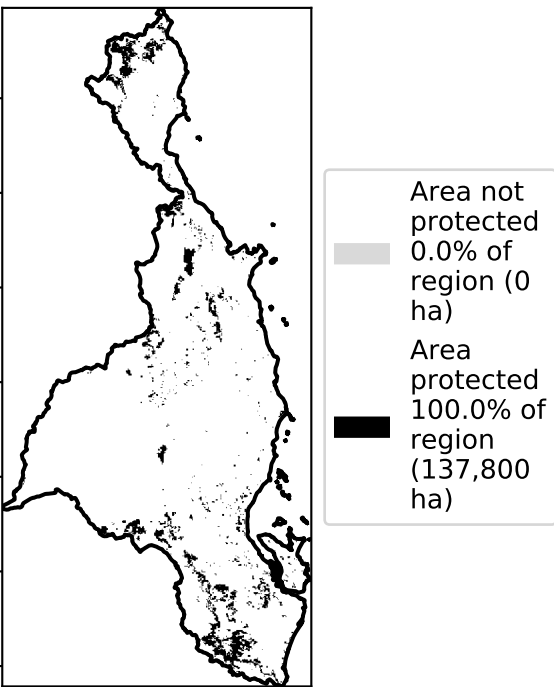 Area not
protected
0.0% of
region (0
ha)
Area
protected
100.0% of
region
(137,800
ha)